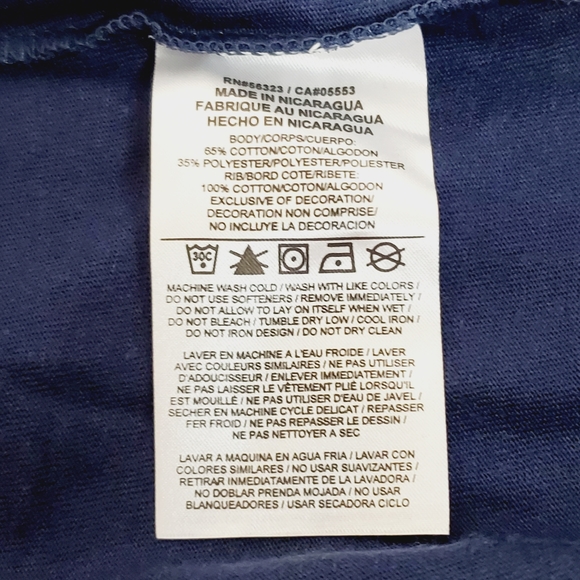 RN#56323 / CA#05553
MADE IN NICARAGUA
FABRIQUE AU NICARAGUA
HECHO EN NICARAGUA
BODY/CORPS/CUERPO:
65% COTTON/COTON/ALGODON
35% POLYESTER/POLYESTER/POLIESTER
RIB/BORD COTE/RIBETE:
100% COTTON/COTON/ALGODON
EXCLUSIVE OF DECORATION/
DECORATION NON COMPRISE/
NO INCLUYE LA DECORACION
30C
MACHINE WASH COLD / WASH WITH LIKE COLORS /
DO NOT USE SOFTENERS / REMOVE IMMEDIATELY /
DO NOT ALLOW TO LAY ON ITSELF WHEN WET /
DO NOT BLEACH / TUMBLE DRY LOW / COOL IRON /
DO NOT IRON DESIGN / DO NOT DRY CLEAN
LAVER EN MACHINE A L'EAU FROIDE / LAVER
AVEC COULEURS SIMILAIRES / NE PAS UTILISER
D'ADOUCISSEUR / ENLEVER IMMEDIATEMENT /
NE PAS LAISSER LE VÊTEMENT PLIÉ LORSQU'IL
EST MOUILLÉ / NE PAS UTILISER D'EAU DE JAVEL /
SECHER EN MACHINE CYCLE DELICAT / REPASSER
FER FROID / NE PAS REPASSER LE DESSIN /
NE PAS NETTOYER A SEC
LAVAR A MAQUINA EN AGUA FRIA / LAVAR CON
COLORES SIMILARES / NO USAR SUAVIZANTES /
RETIRAR INMEDIATAMENTE DE LA LAVADORA /
NO DOBLAR PRENDA MOJADA / NO USAR
BLANQUEADORES / USAR SECADORA CICLO